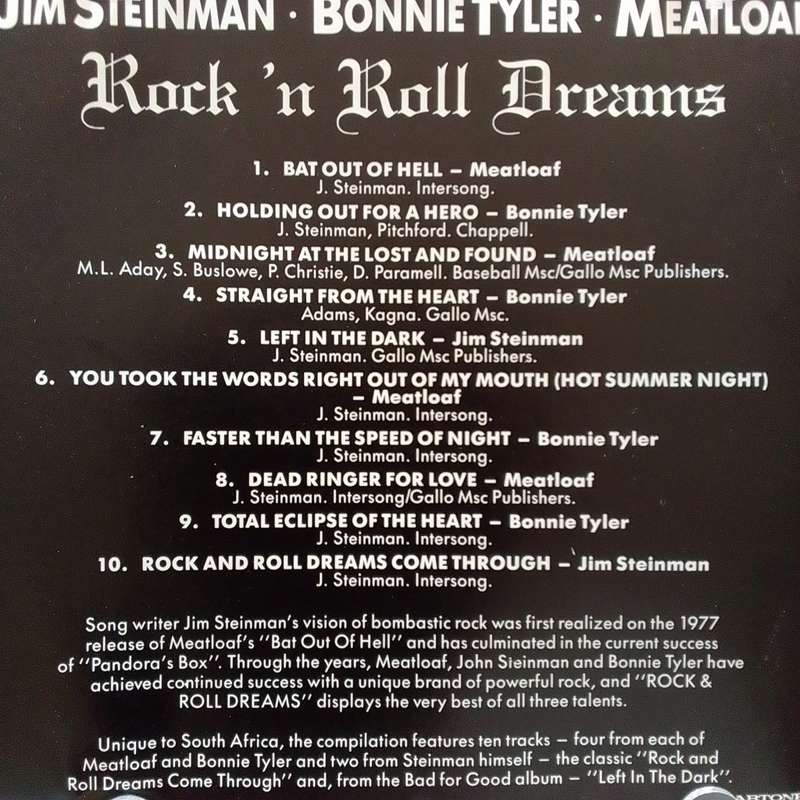 JIM STEINMAN · BONNIE TYLER · MEATLOAF
Rock 'n Roll Dreams
1. BAT OUT OF HELL – Meatloaf
J. Steinman. Intersong.
2. HOLDING OUT FOR A HERO – Bonnie Tyler
J. Steinman, Pitchford. Chappell.
3. MIDNIGHT AT THE LOST AND FOUND – Meatloaf
M.L. Aday, S. Buslowe, P. Christie, D. Paramell. Baseball Msc/Gallo Msc Publishers.
4. STRAIGHT FROM THE HEART – Bonnie Tyler
Adams, Kagna. Gallo Msc.
5. LEFT IN THE DARK – Jim Steinman
J. Steinman. Gallo Msc Publishers.
6. YOU TOOK THE WORDS RIGHT OUT OF MY MOUTH (HOT SUMMER NIGHT)
– Meatloaf
J. Steinman. Intersong.
7. FASTER THAN THE SPEED OF NIGHT – Bonnie Tyler
J. Steinman. Intersong.
8. DEAD RINGER FOR LOVE – Meatloaf
J. Steinman. Intersong/Gallo Msc Publishers.
9. TOTAL ECLIPSE OF THE HEART – Bonnie Tyler
J. Steinman. Intersong.
10. ROCK AND ROLL DREAMS COME THROUGH – Jim Steinman
J. Steinman. Intersong.
Song writer Jim Steinman's vision of bombastic rock was first realized on the 1977
release of Meatloaf's "Bat Out Of Hell" and has culminated in the current success
of "Pandora's Box". Through the years, Meatloaf, John Steinman and Bonnie Tyler have
achieved continued success with a unique brand of powerful rock, and "ROCK &
ROLL DREAMS" displays the very best of all three talents.
Unique to South Africa, the compilation features ten tracks – four from each of
Meatloaf and Bonnie Tyler and two from Steinman himself – the classic "Rock and
Roll Dreams Come Through" and, from the Bad for Good album – "Left In The Dark".